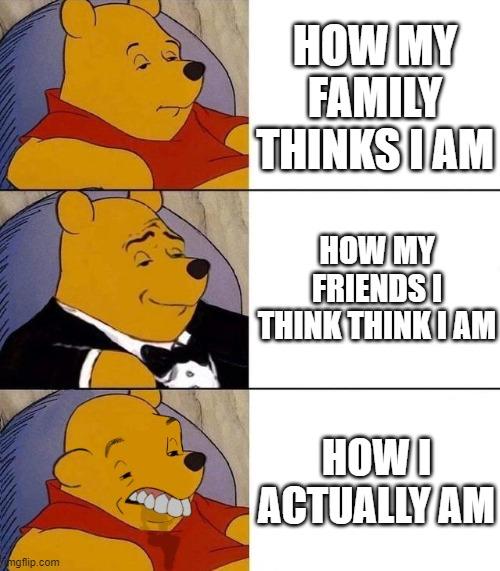 HOW MY
FAMILY
THINKS I AM
HOW MY
FRIENDS I
THINK THINK I AM
HOW I
ACTUALLY AM
imgflip.com